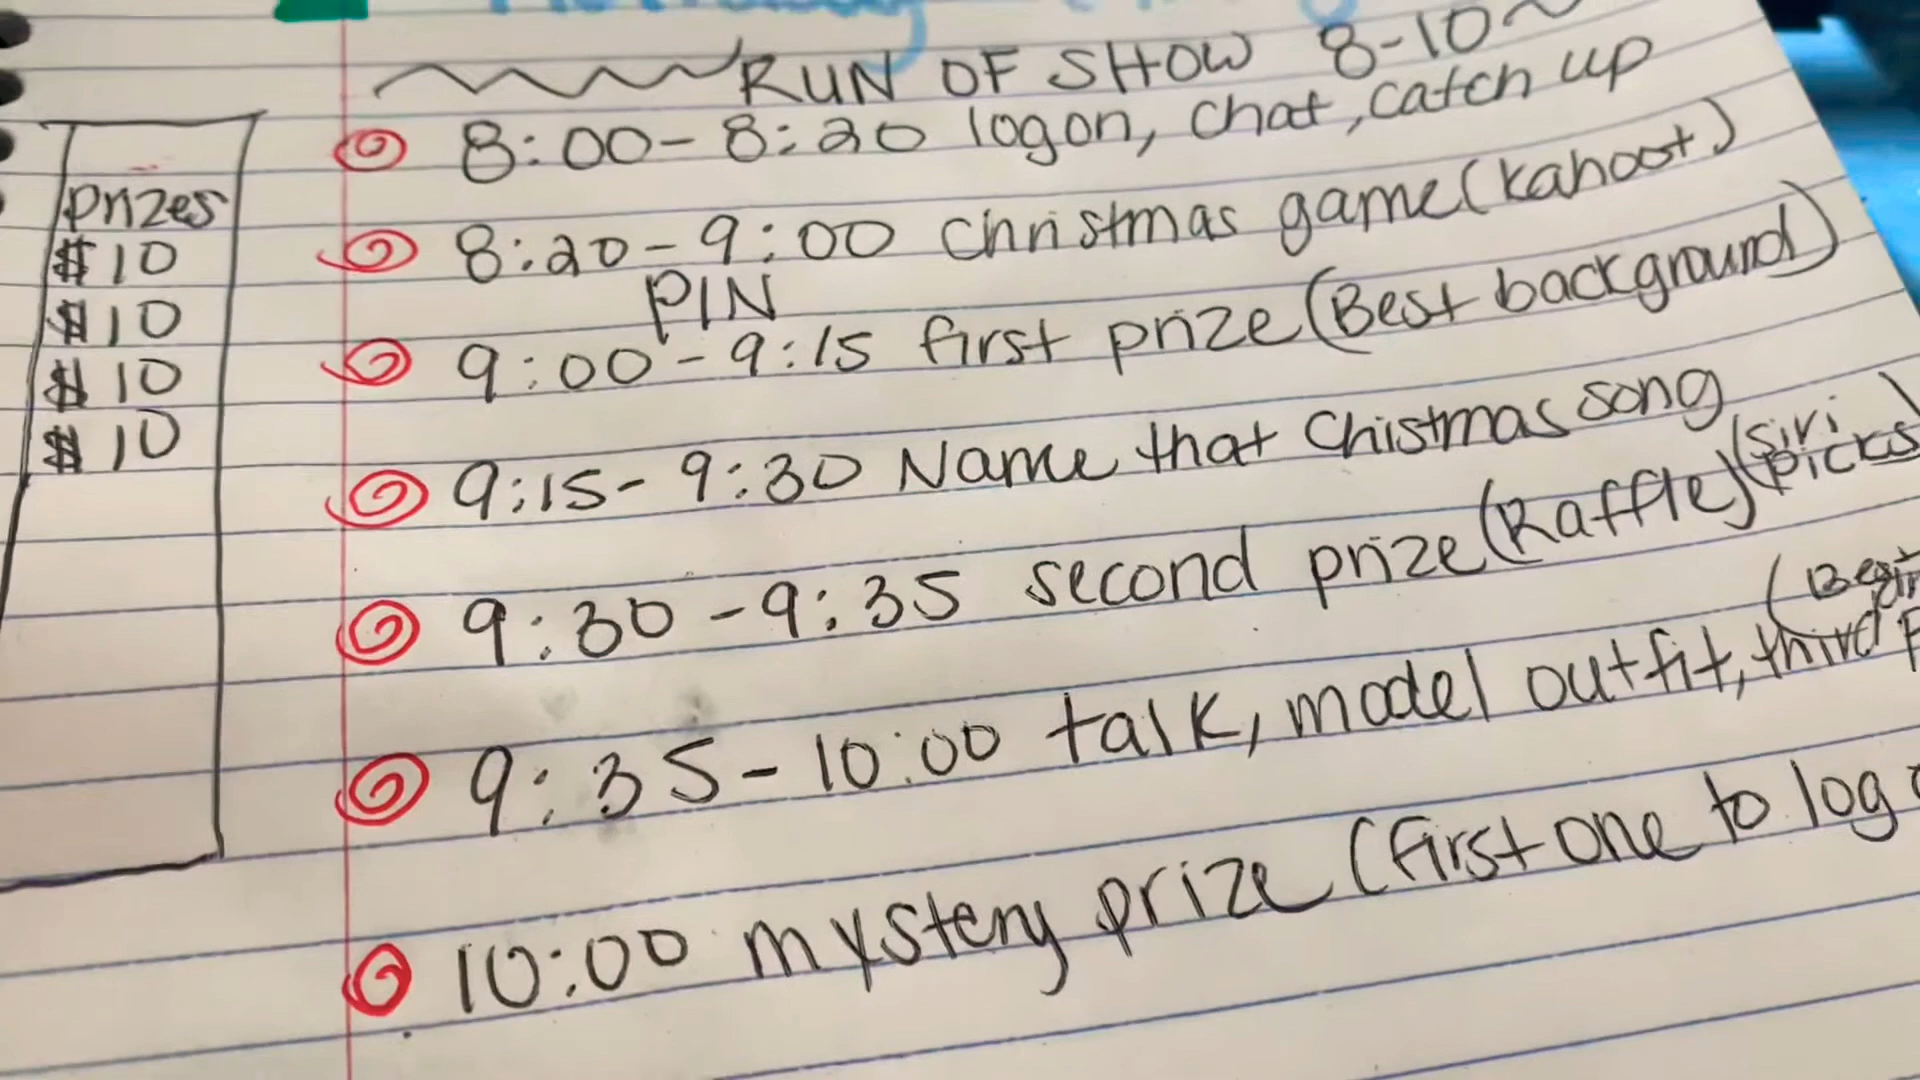 RUN OF SHOW 8-10
8:00-8:20 logon, chat, catch up
8:20-9:00 Christmas game (kahoot)
PIN
9:00-9:15 first prize (Best background)
9:15-9:30 Name that Chistmas song
9:30-9:35 second prize (Raffle) (Siri picks)
9:35-10:00 talk, model outfit, third
10:00 mystery prize (first one to log
Prizes
$10
$10
$10
$10